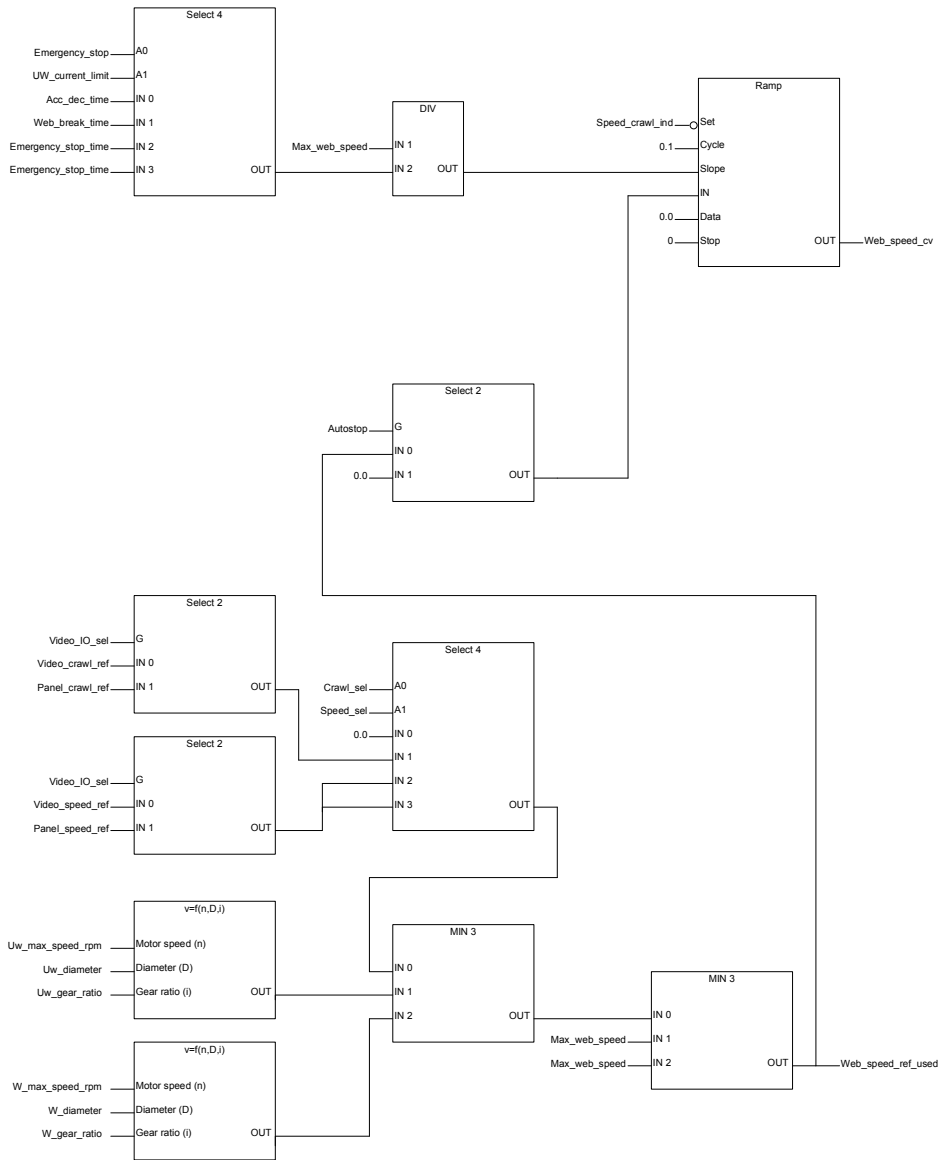 Select 4
Emergency_stop A0
UW_current_limit A1
Acc_dec_time IN 0
Web_break_time IN 1
Emergency_stop_time IN 2
Emergency_stop_time IN 3 OUT
DIV
Max_web_speed IN 1
IN 2 OUT
Ramp
Speed_crawl_ind Set
0.1 Cycle
Slope
IN
0.0 Data
0 Stop OUT Web_speed_cv
Select 2
Autostop G
IN 0
0.0 IN 1 OUT
Select 2
Video_IO_sel G
Video_crawl_ref IN 0
Panel_crawl_ref IN 1 OUT
Select 2
Video_IO_sel G
Video_speed_ref IN 0
Panel_speed_ref IN 1 OUT
Select 4
Crawl_sel A0
Speed_sel A1
0.0 IN 0
IN 1
IN 2
IN 3 OUT
v=f(n,D,i)
Uw_max_speed_rpm Motor speed (n)
Uw_diameter Diameter (D)
Uw_gear_ratio Gear ratio (i) OUT
v=f(n,D,i)
W_max_speed_rpm Motor speed (n)
W_diameter Diameter (D)
W_gear_ratio Gear ratio (i) OUT
MIN 3
IN 0
IN 1
IN 2 OUT
MIN 3
IN 0
Max_web_speed IN 1
Max_web_speed IN 2 OUT Web_speed_ref_used